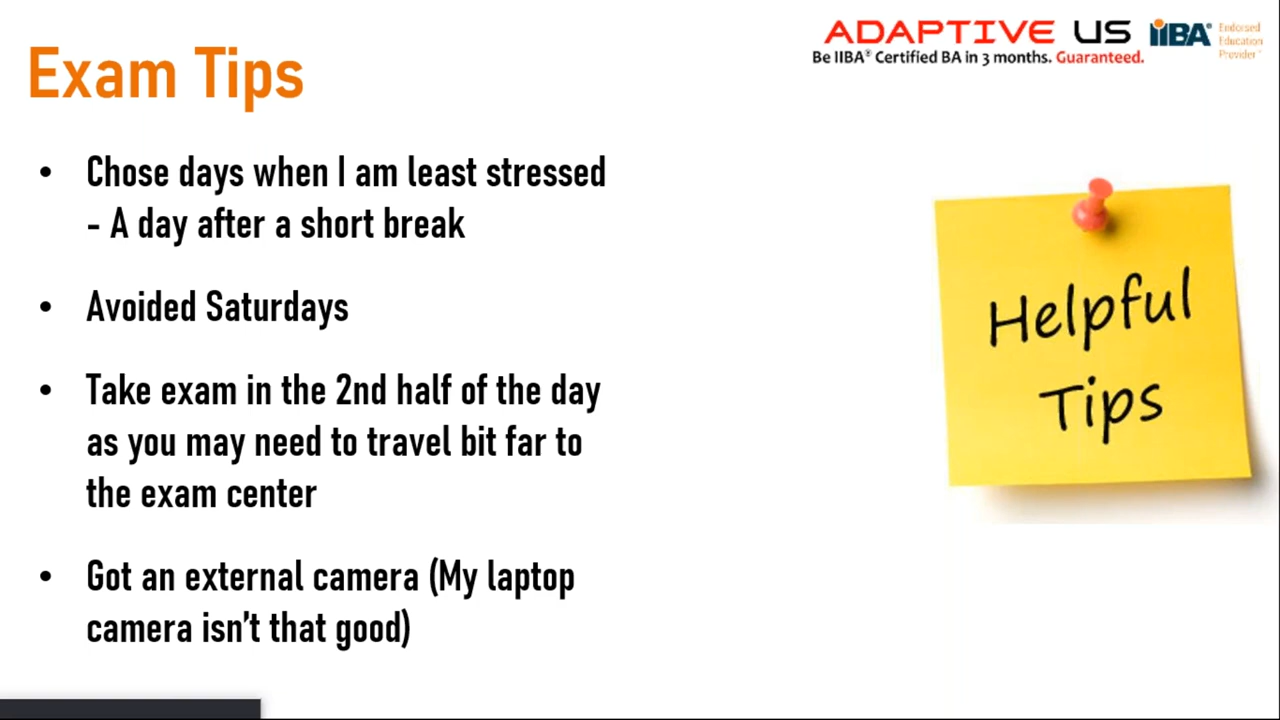 ADAPTIVE US
Be IIBA® Certified BA in 3 months. Guaranteed.
IIBA®
Endorsed
Education
Provider™
Exam Tips
• Chose days when I am least stressed
- A day after a short break
• Avoided Saturdays
• Take exam in the 2nd half of the day
as you may need to travel bit far to
the exam center
• Got an external camera (My laptop
camera isn't that good)
Helpful
Tips